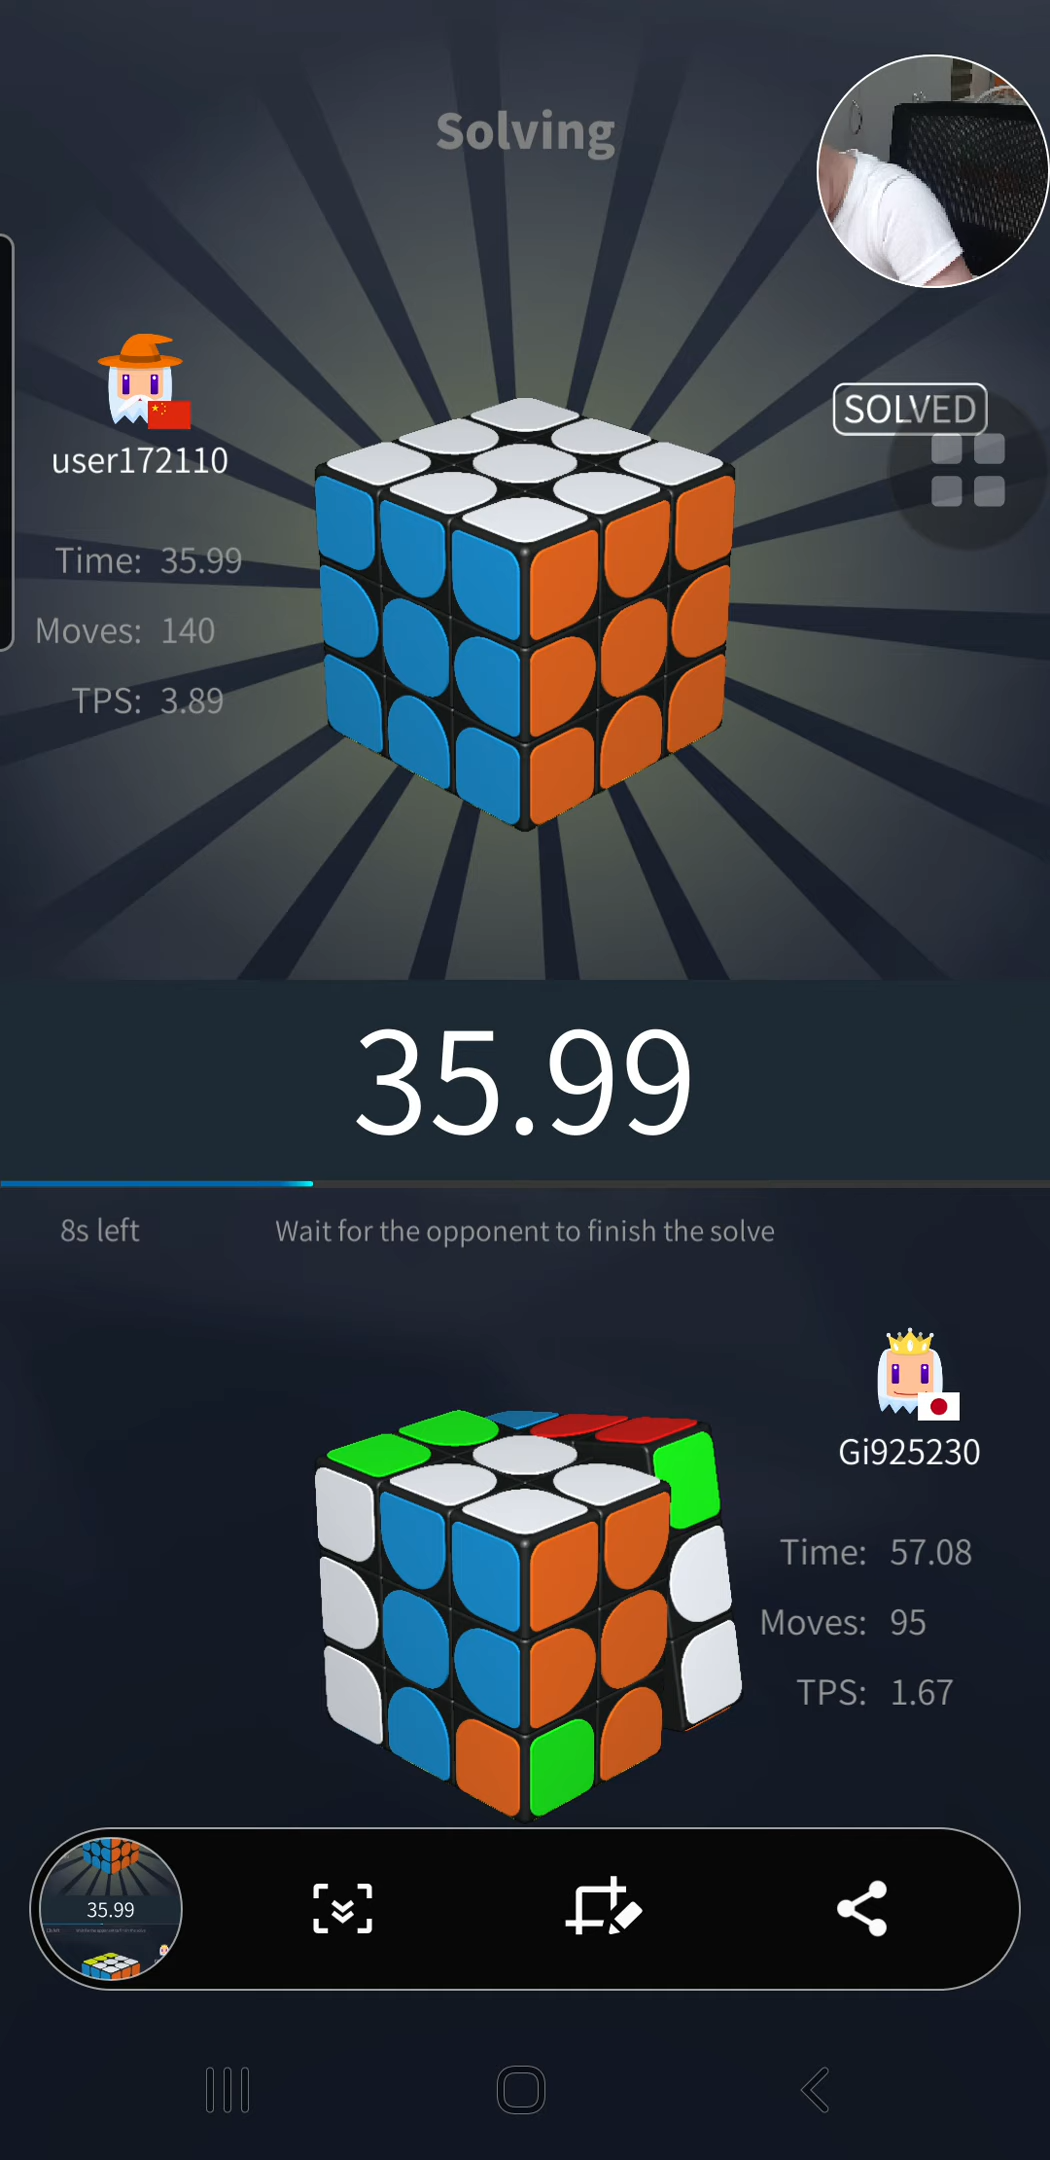 Solving
SOLVED
user172110
Time: 35.99
Moves: 140
TPS: 3.89
35.99
8s left
Wait for the opponent to finish the solve
Gi925230
Time: 57.08
Moves: 95
TPS: 1.67
35.99